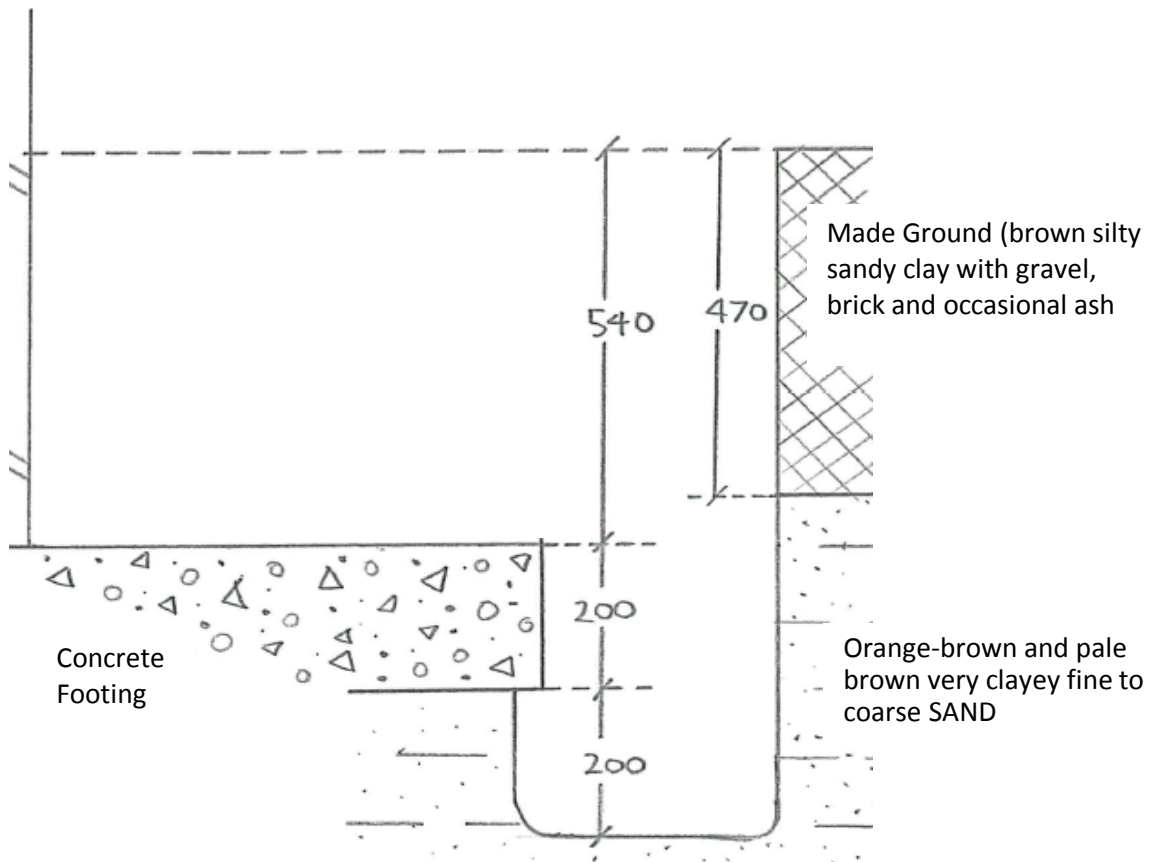 540
470
Made Ground (brown silty
sandy clay with gravel,
brick and occasional ash
200
Concrete
Footing
Orange-brown and pale
brown very clayey fine to
coarse SAND
200